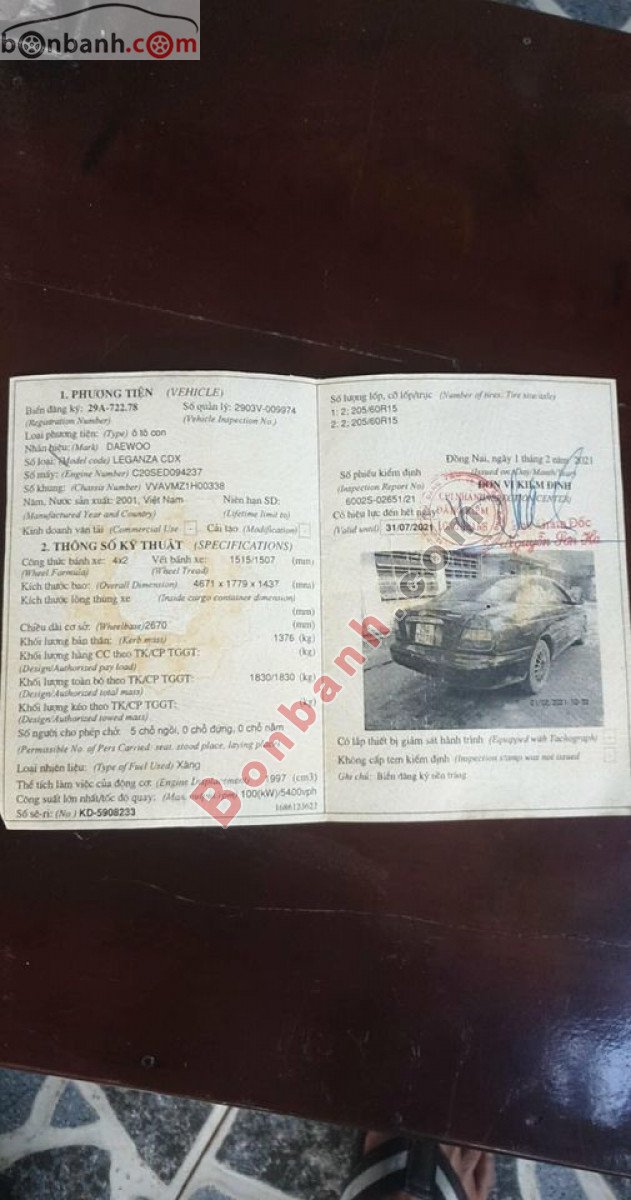 bonbanh.com
1. PHƯƠNG TIỆN (VEHICLE)
Biển đăng ký: 29A-722.78 Số quản lý: 2903V-009974
(Registration Number) (Vehicle Inspection No.)
Loại phương tiện: (Type) ô tô con
Nhãn hiệu: (Mark) DAEWOO
Số loại: (Model code) LEGANZA CDX
Số máy: (Engine Number) C20SED094237
Số khung: (Chassis Number) VVAVMZ1H00338
Năm, Nước sản xuất: 2001, Việt Nam Niên hạn SD:
(Manufactured Year and Country) (Lifetime limit to)
Kinh doanh vận tải (Commercial Use - Cải tạo (Modification) -
2. THÔNG SỐ KỸ THUẬT (SPECIFICATIONS)
Công thức bánh xe: 4x2 Vết bánh xe: 1515/1507 (mm)
(Wheel Formula) (Wheel Tread)
Kích thước bao: (Overall Dimension) 4671 x 1779 x 1437 (mm)
Kích thước lòng thùng xe (Inside cargo container dimension)
(mm)
Chiều dài cơ sở: (Wheelbase) 2670 (mm)
Khối lượng bản thân: (Kerb mass) 1376 (kg)
Khối lượng hàng CC theo TK/CP TGGT: (kg)
(Design/Authorized pay load)
Khối lượng toàn bộ theo TK/CP TGGT: 1830/1830 (kg)
(Design/Authorized total mass)
Khối lượng kéo theo TK/CP TGGT: (kg)
(Design/Authorized towed mass)
Số người cho phép chở: 5 chỗ ngồi, 0 chỗ đứng, 0 chỗ nằm
(Permissible No. of Pers Carried: seat, stood place, laying place)
Loại nhiên liệu: (Type of Fuel Used) Xăng
Thể tích làm việc của động cơ: (Engine 1997 (cm3)
Công suất lớn nhất/tốc độ quay: (Max. 100(kW)/5400vph
Số sê-ri: (No.) KD-5908233
Số lượng lốp, cỡ lốp/trục (Number of tires; Tire size/axle)
1: 2; 205/60R15
2: 2; 205/60R15
Đồng Nai, ngày 1 tháng 2 năm 2021
Số phiếu kiểm định (Issued on: Day/Month/Year)
(Inspection Report No) ĐƠN VỊ KIỂM ĐỊNH
6002S-02651/21
Có hiệu lực đến hết ngày
(Valid until) 31/07/2021
Giám Đốc
Có lắp thiết bị giám sát hành trình (Equipped with Tachograph)
Không cấp tem kiểm định (Inspection stamp was not issued
Ghi chú: Biển đăng ký nền trắng
Bonbanh.com